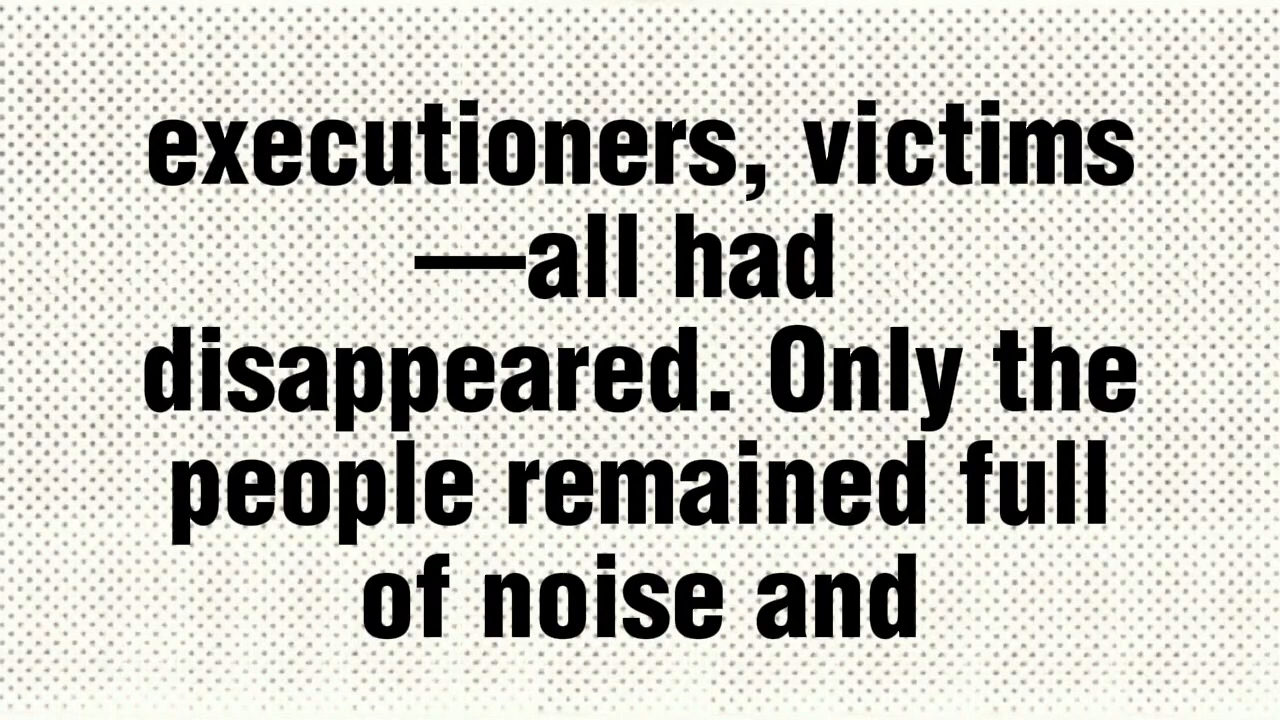 executioners, victims
—all had
disappeared. Only the
people remained full
of noise and